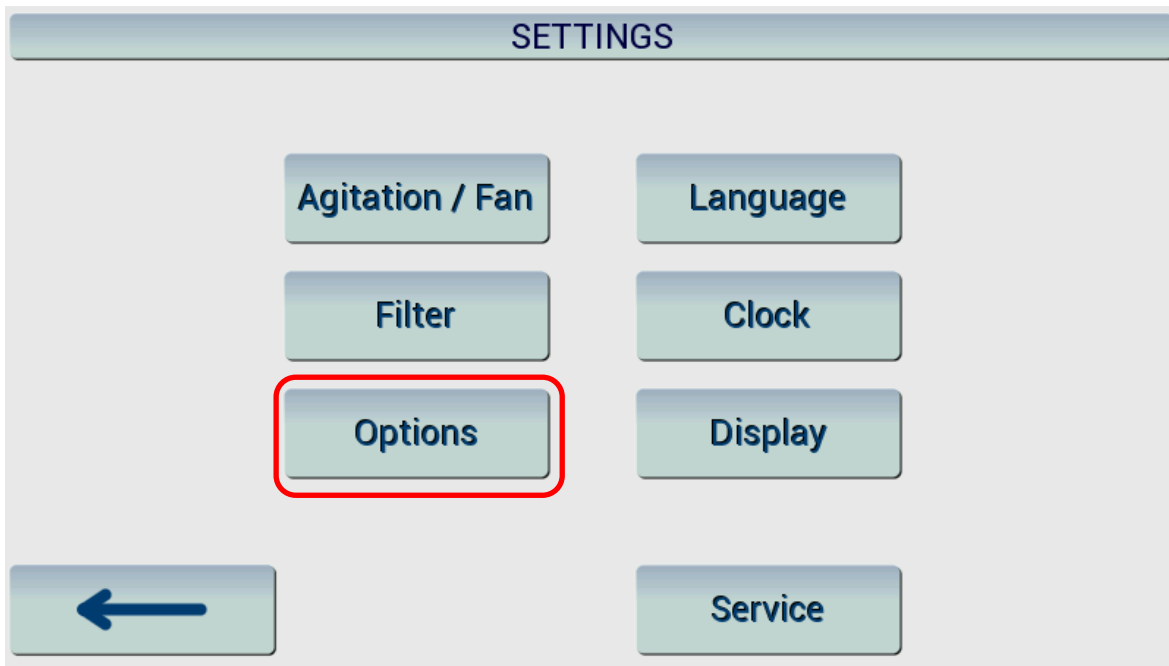 SETTINGS
Agitation / Fan
Language
Filter
Clock
Options
Display
Service